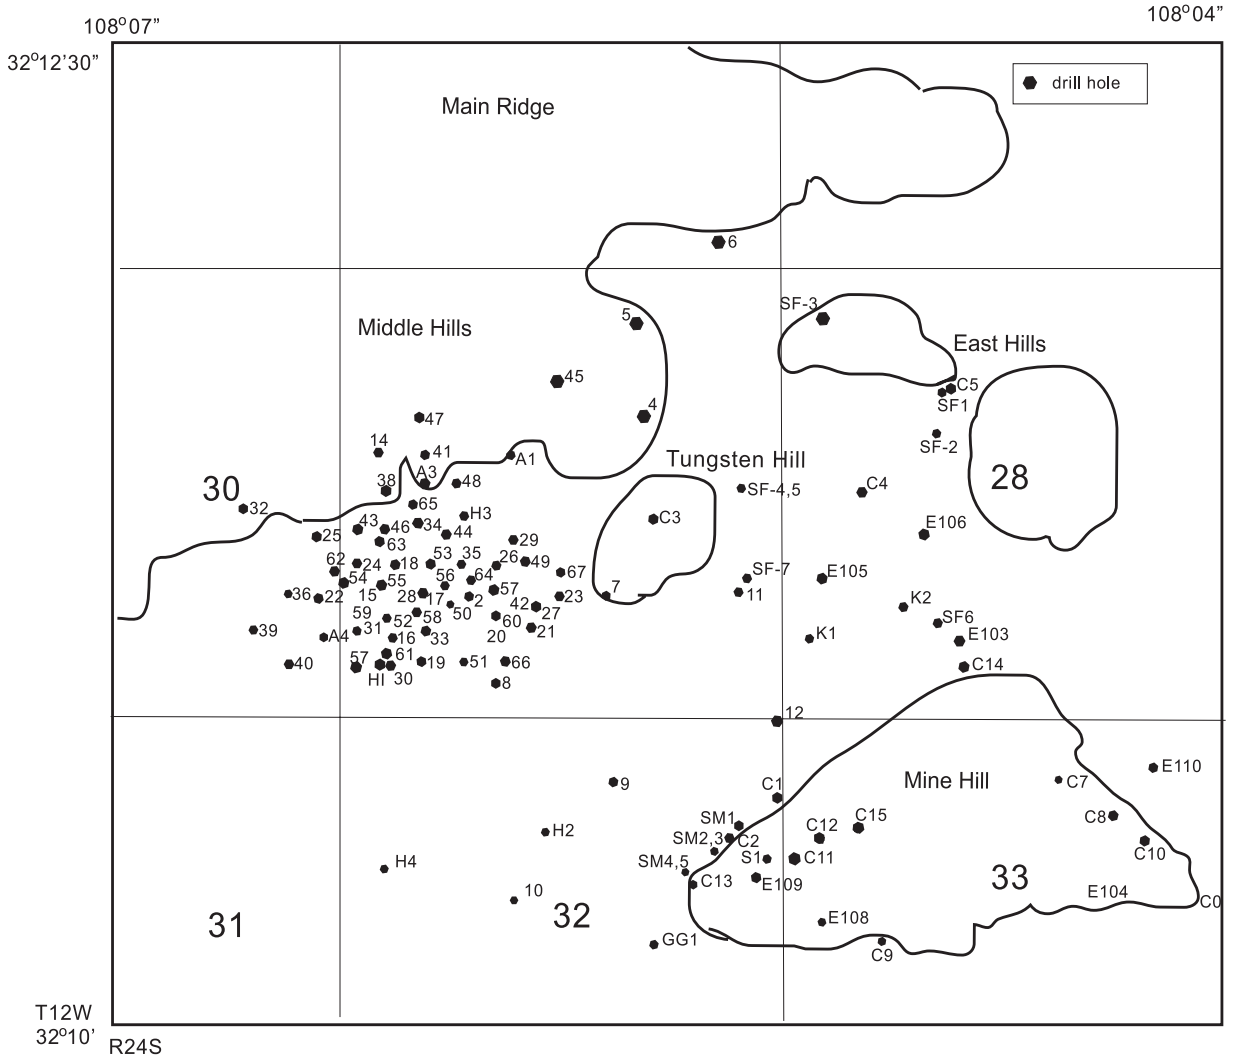 108°07”
108°04”
32°12'30”
drill hole
Main Ridge
6
SF-3
5
Middle Hills
East Hills
45
C5
SF1
4
47
SF-2
14
41
A1
Tungsten Hill
A3
30
38
48
SF-4,5
C4
28
32
65
H3
C3
43
46
34
44
E106
25
63
29
62
24
18
53
35
26
49
67
SF-7
E105
54
55
56
64
57
7
36
22
15
28
17
50
2
42
23
11
K2
59
52
58
60
27
SF6
39
A4
31
16
33
20
21
K1
E103
40
57
61
19
51
66
C14
HI
30
8
12
9
C1
Mine Hill
C7
E110
H2
SM1
C12
C15
C8
SM2,3
C2
H4
SM4,5
S1
C11
C10
C13
E109
33
10
E104
C0
31
32
E108
GG1
C9
T12W
32°10'
R24S